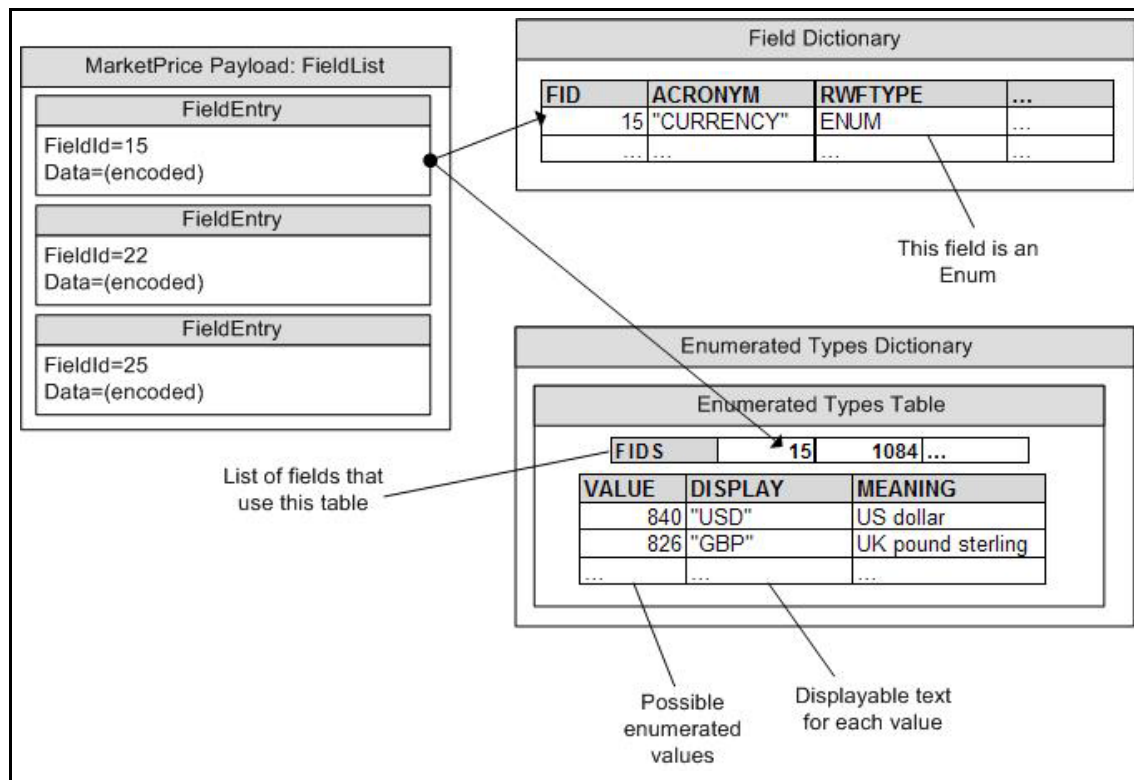 MarketPrice Payload: FieldList
FieldEntry
FieldId=15
Data=(encoded)
FieldEntry
FieldId=22
Data=(encoded)
FieldEntry
FieldId=25
Data=(encoded)
Field Dictionary
FID ACRONYM RWFTYPE ...
15 "CURRENCY" ENUM ...
... ... ... ...
This field is an
Enum
Enumerated Types Dictionary
Enumerated Types Table
FIDS 15 1084 ...
List of fields that
use this table
VALUE DISPLAY MEANING
840 "USD" US dollar
826 "GBP" UK pound sterling
... ... ...
Possible
enumerated
values
Displayable text
for each value